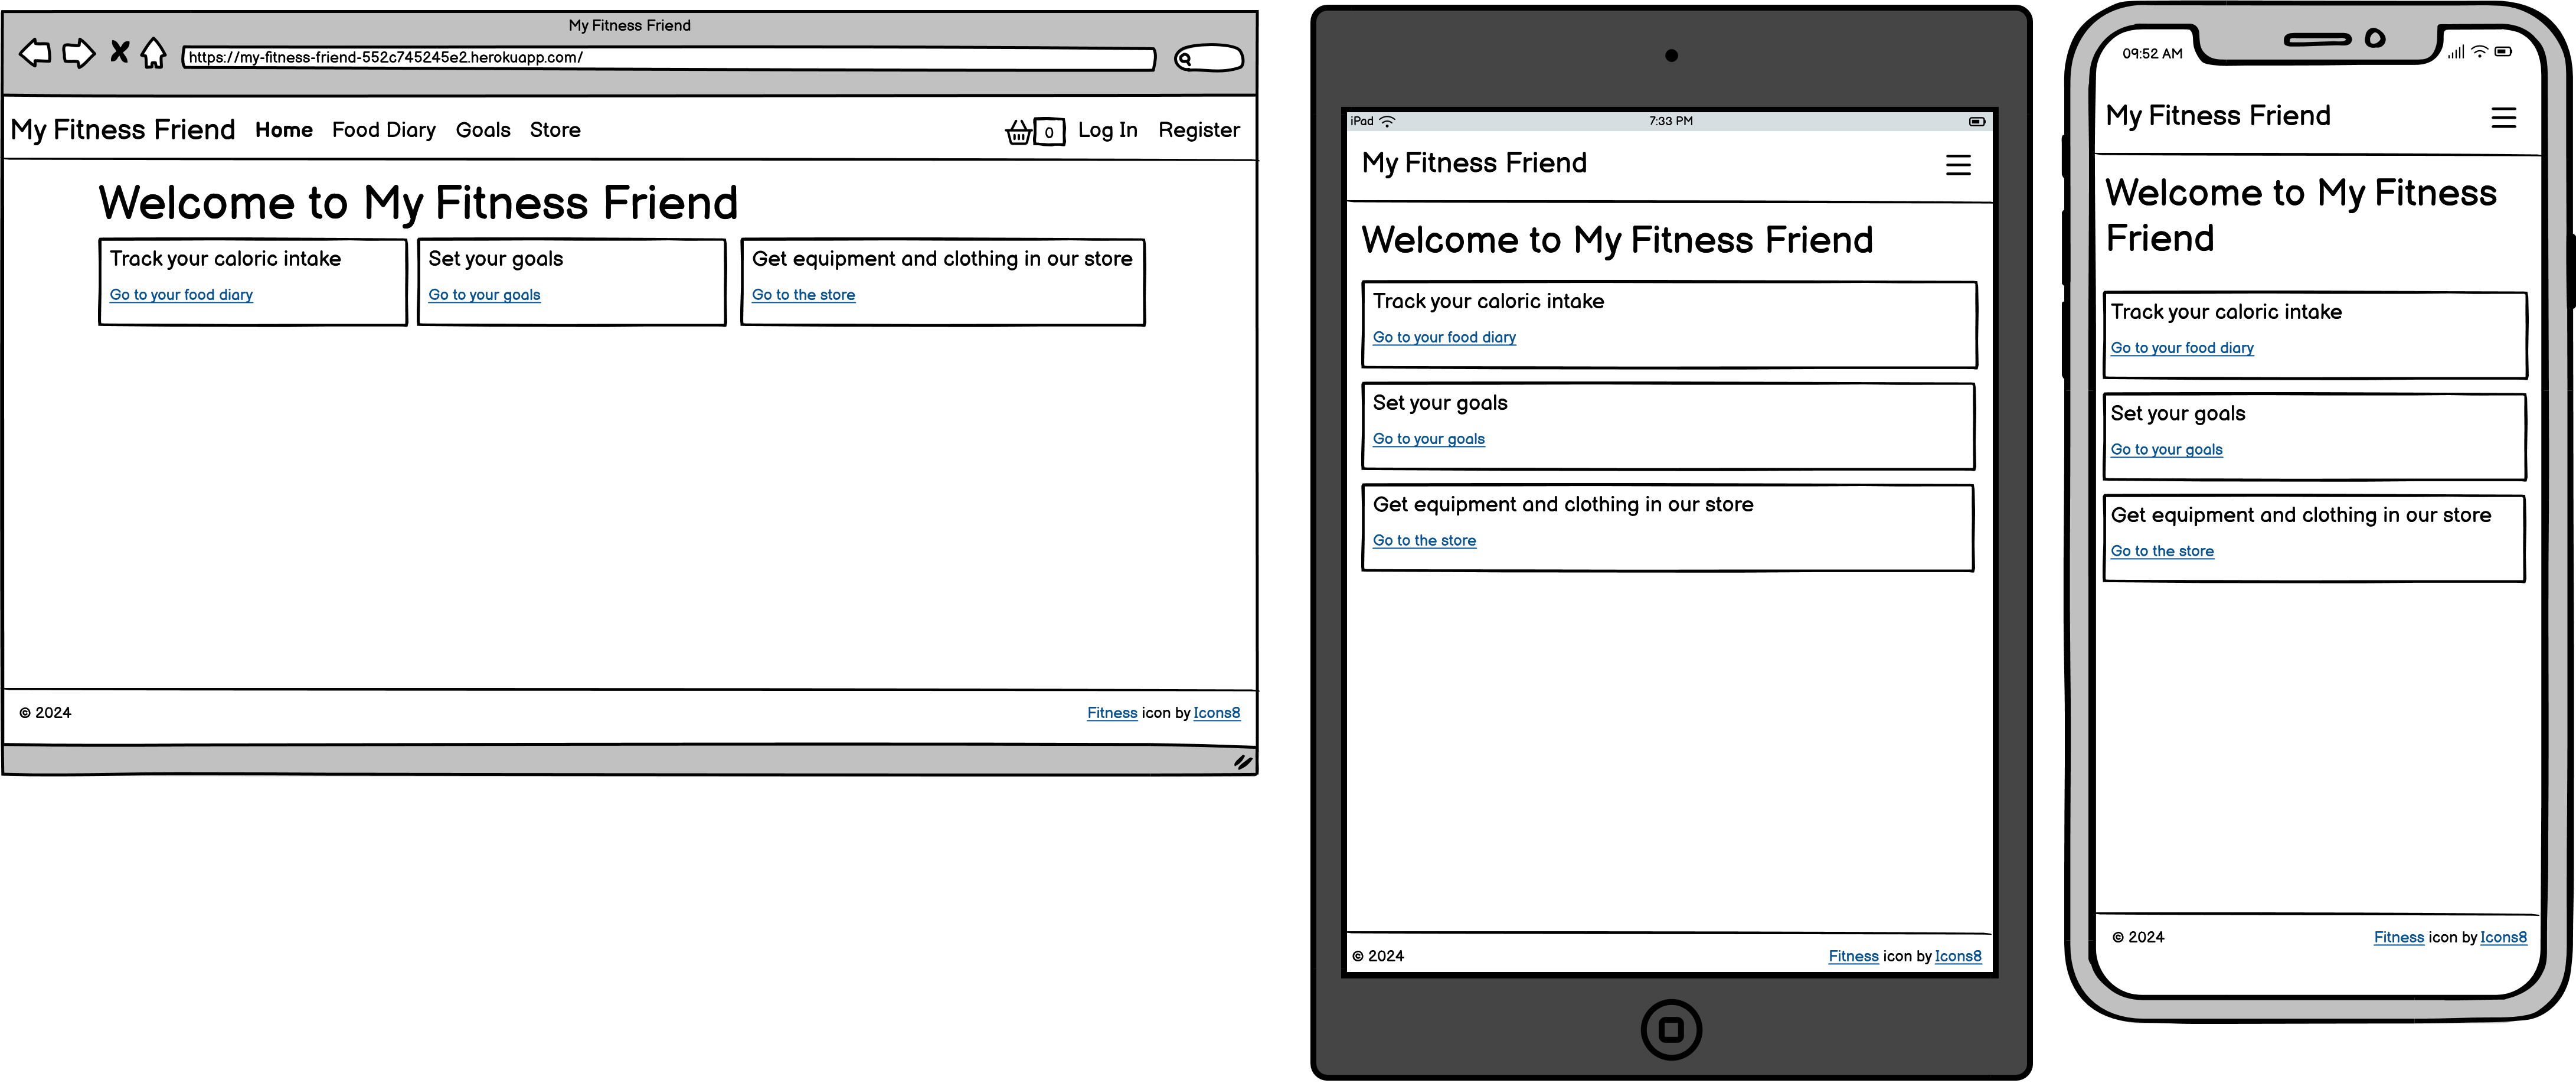 My Fitness Friend
https://my-fitness-friend-552c745245e2.herokuapp.com/
My Fitness Friend Home Food Diary Goals Store 0 Log In Register
Welcome to My Fitness Friend
Track your caloric intake
Go to your food diary
Set your goals
Go to your goals
Get equipment and clothing in our store
Go to the store
© 2024
Fitness icon by Icons8
iPad 7:33 PM
My Fitness Friend
Welcome to My Fitness Friend
Track your caloric intake
Go to your food diary
Set your goals
Go to your goals
Get equipment and clothing in our store
Go to the store
© 2024
Fitness icon by Icons8
09:52 AM
My Fitness Friend
Welcome to My Fitness
Friend
Track your caloric intake
Go to your food diary
Set your goals
Go to your goals
Get equipment and clothing in our store
Go to the store
© 2024
Fitness icon by Icons8